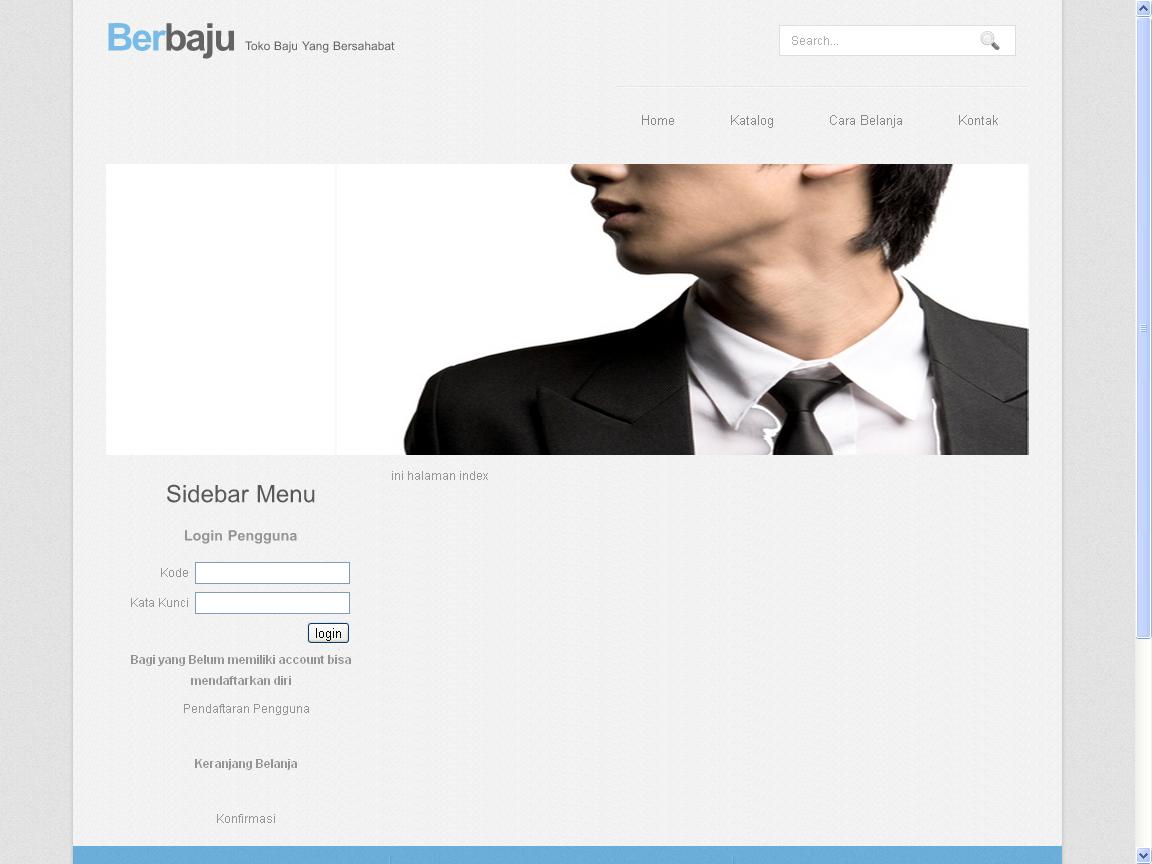 Berbaju Toko Baju Yang Bersahabat
Search...
Home Katalog Cara Belanja Kontak
ini halaman index
Sidebar Menu
Login Pengguna
Kode
Kata Kunci
login
Bagi yang Belum memiliki account bisa
mendaftarkan diri
Pendaftaran Pengguna
Keranjang Belanja
Konfirmasi